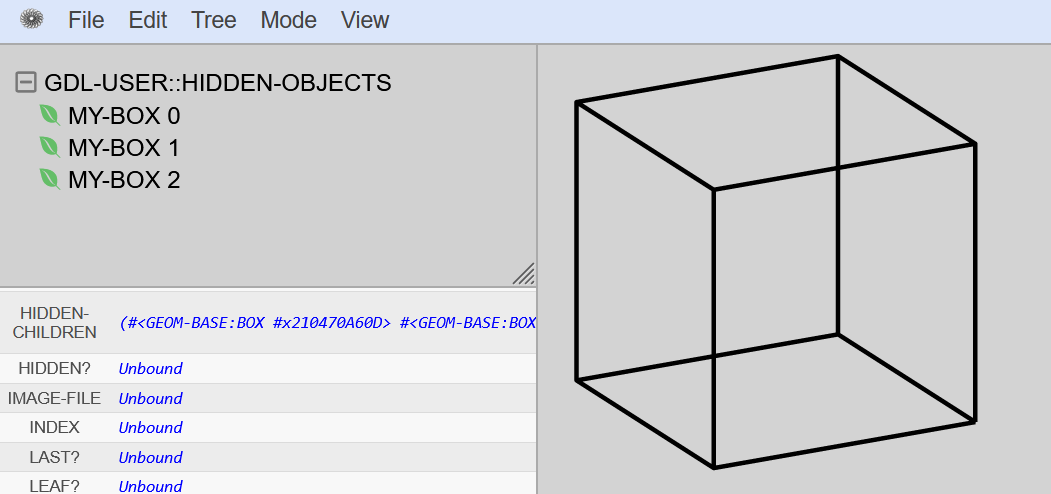 File Edit Tree Mode View
GDL-USER::HIDDEN-OBJECTS
MY-BOX 0
MY-BOX 1
MY-BOX 2
HIDDEN-
CHILDREN
(#<GEOM-BASE:BOX #x210470A60D> #<GEOM-BASE:BOX
HIDDEN? Unbound
IMAGE-FILE Unbound
INDEX Unbound
LAST? Unbound
LEAF? Unbound